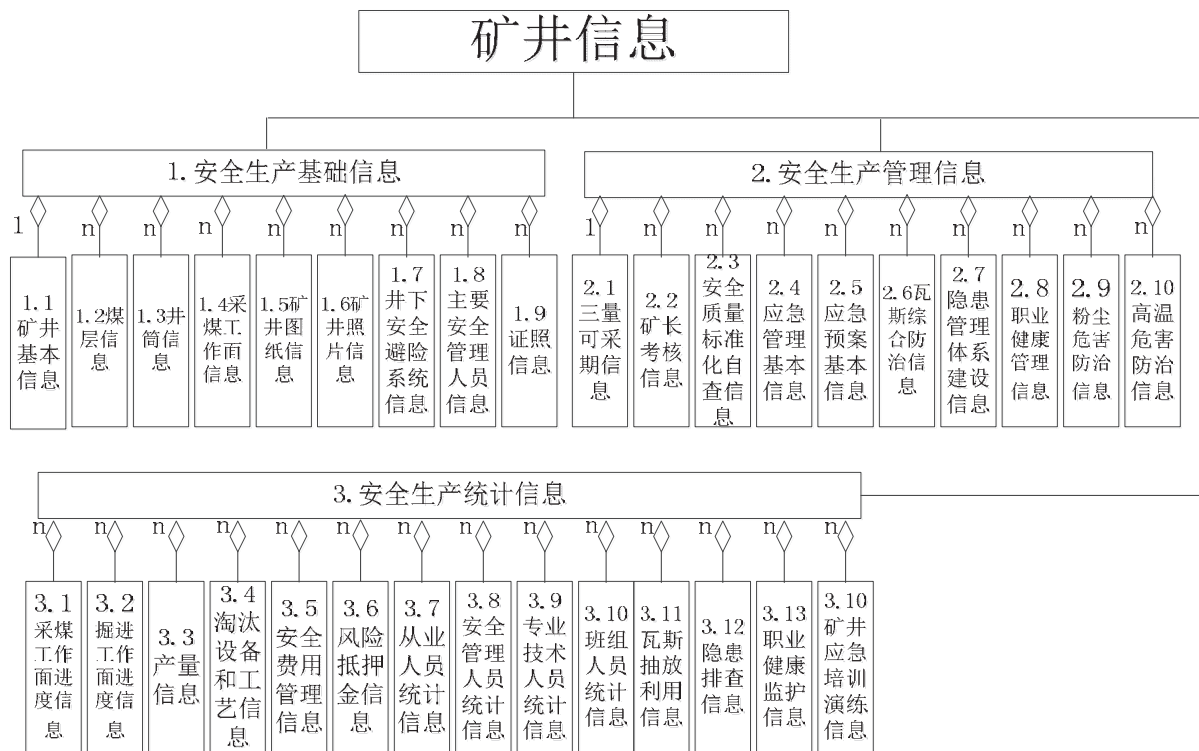 矿井信息
1.安全生产基础信息
2.安全生产管理信息
1
n
n
n
n
n
n
n
n
1
n
n
n
n
n
n
n
n
n
1.1
矿井
基本
信息
1.2煤
层信
息
1.3井
筒信
息
1.4采
煤工
作面
信息
1.5矿
井图
纸信
息
1.6矿
井照
片信
息
1.7
井下
安全
避险
系统
信息
1.8
主要
安全
管理
人员
信息
1.9
证照
信息
2.1
三量
可采
期信
息
2.2
矿长
考核
信息
2.3
安全
质量
标准
化自
查信
息
2.4
应急
管理
基本
信息
2.5
应急
预案
基本
信息
2.6瓦
斯综
合防
治信
息
2.7
隐患
管理
体系
建设
信息
2.8
职业
健康
管理
信息
2.9
粉尘
危害
防治
信息
2.10
高温
危害
防治
信息
3.安全生产统计信息
n
n
n
n
n
n
n
n
n
n
n
n
n
n
3.1
采煤
工作
面进
度信
息
3.2
掘进
工作
面进
度信
息
3.3
产量
信息
3.4
淘汰
设备
和工
艺信
息
3.5
安全
费用
管理
信息
3.6
风险
抵押
金信
息
3.7
从业
人员
统计
信息
3.8
安全
管理
人员
统计
信息
3.9
专业
技术
人员
统计
信息
3.10
班组
人员
统计
信息
3.11
瓦斯
抽放
利用
信息
3.12
隐患
排查
信息
3.13
职业
健康
监护
信息
3.10
矿井
应急
培训
演练
信息